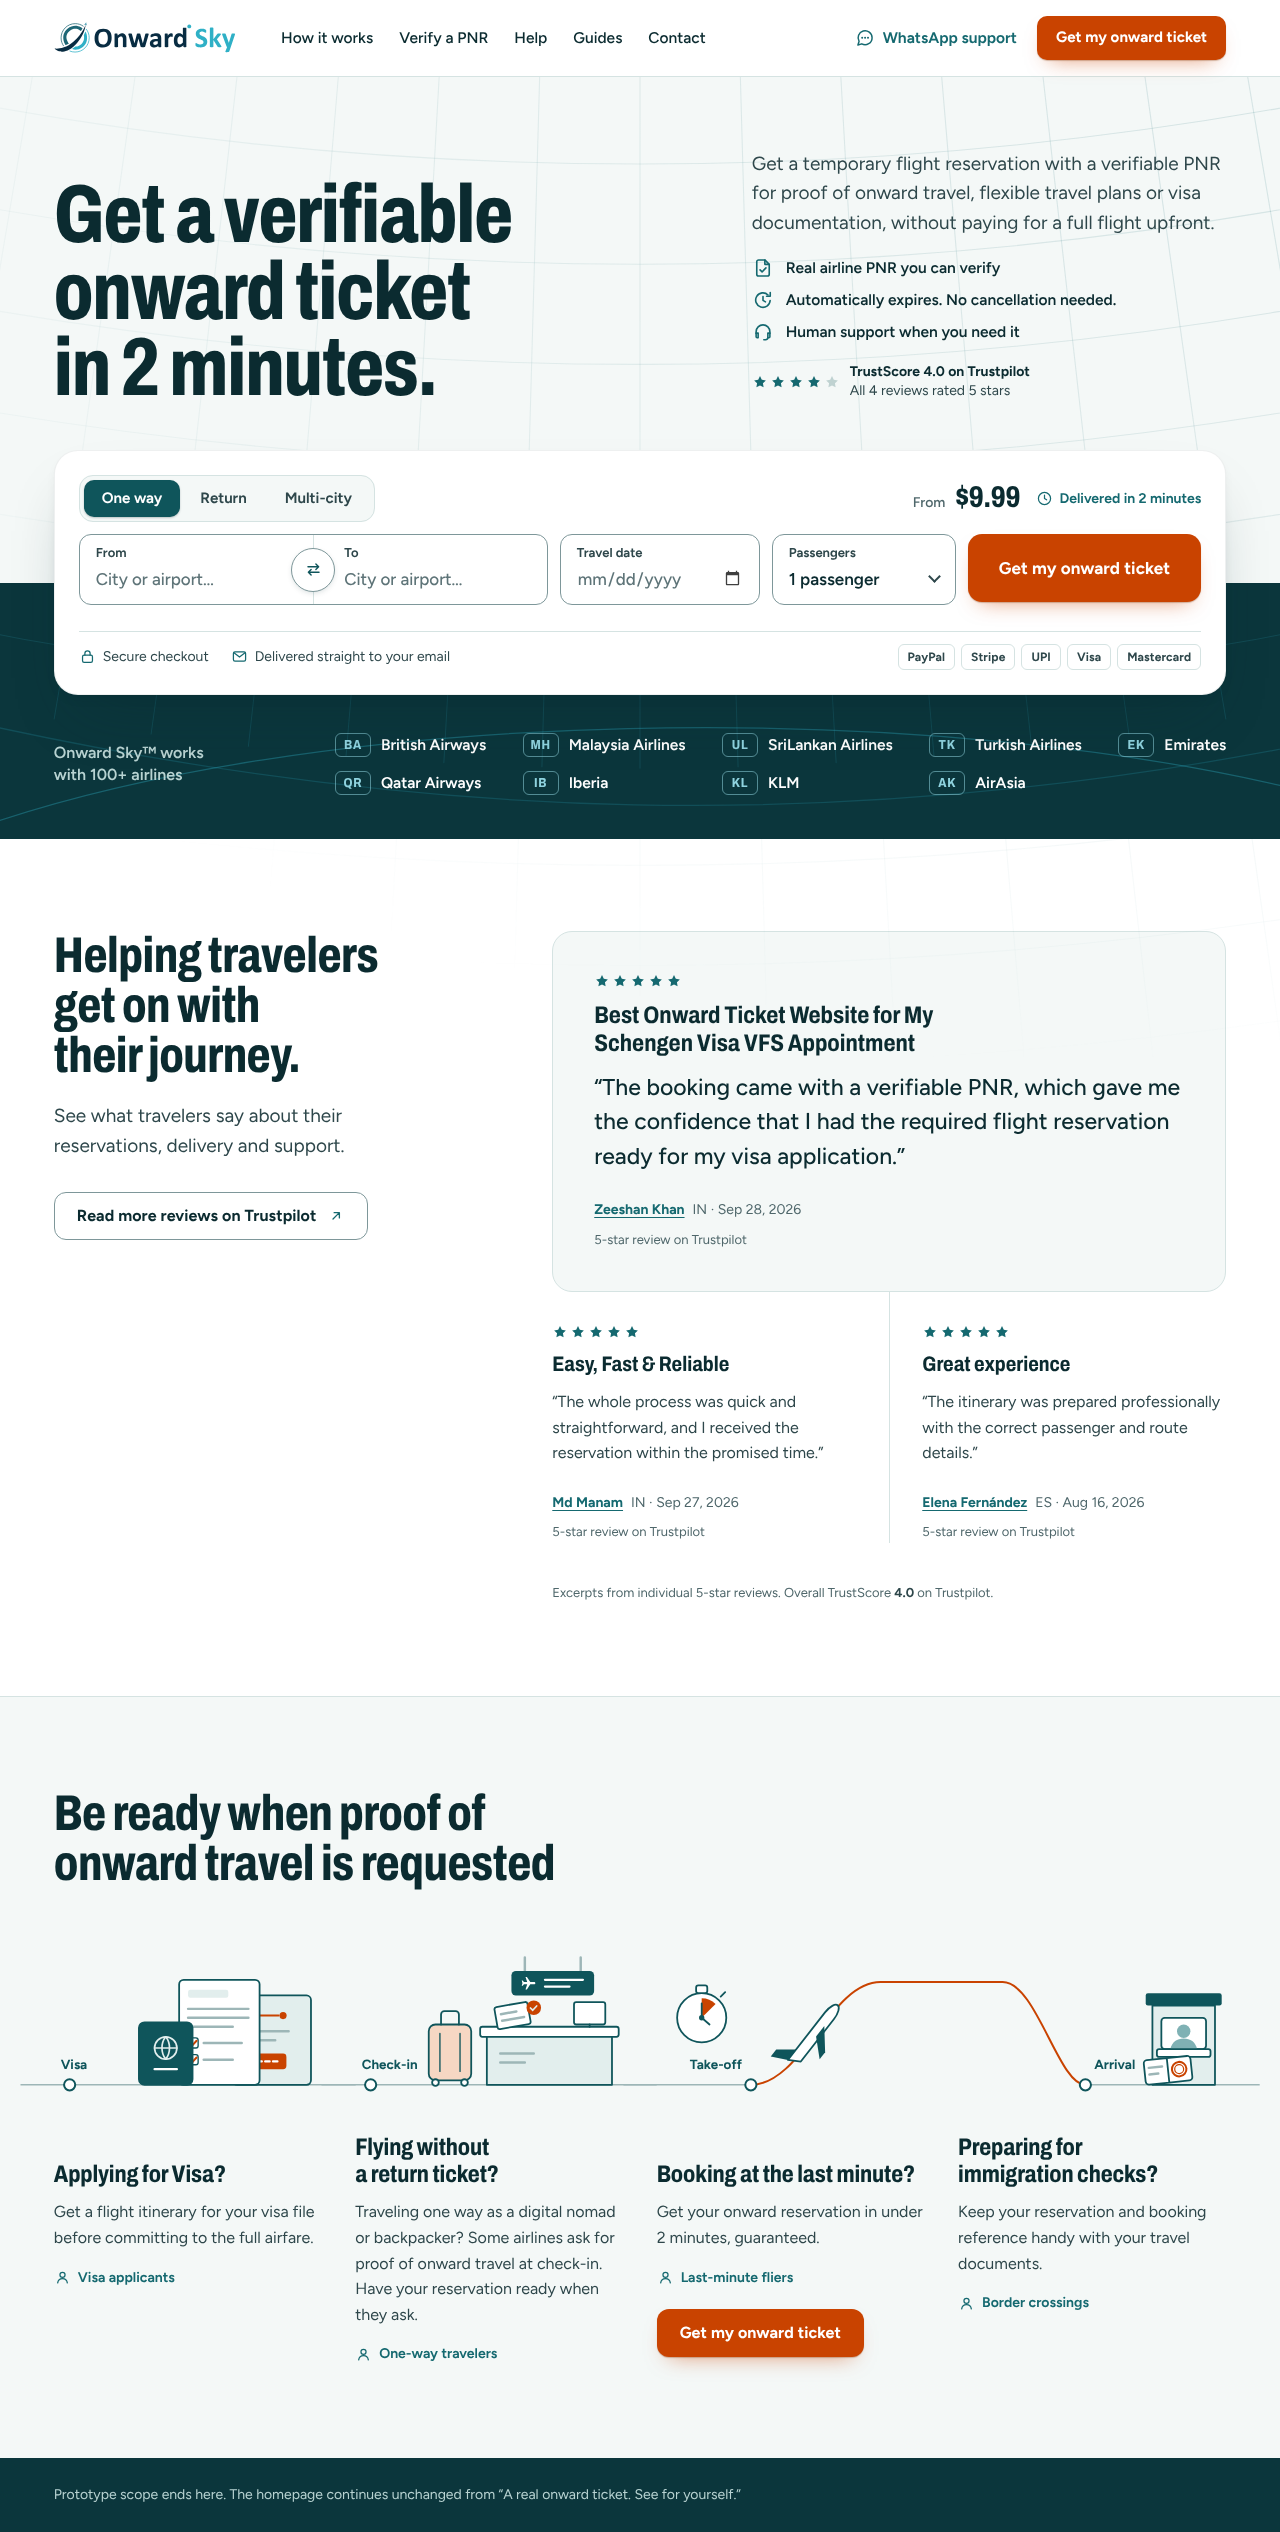 Onward Sky
How it works
Verify a PNR
Help
Guides
Contact
WhatsApp support
Get my onward ticket
Get a verifiable
onward ticket
in 2 minutes.
Get a temporary flight reservation with a verifiable PNR
for proof of onward travel, flexible travel plans or visa
documentation, without paying for a full flight upfront.
Real airline PNR you can verify
Automatically expires. No cancellation needed.
Human support when you need it
TrustScore 4.0 on Trustpilot
All 4 reviews rated 5 stars
One way
Return
Multi-city
From $9.99
Delivered in 2 minutes
From
City or airport...
To
City or airport...
Travel date
mm/dd/yyyy
Passengers
1 passenger
Get my onward ticket
Secure checkout
Delivered straight to your email
PayPal
Stripe
UPI
Visa
Mastercard
Onward Sky™ works
with 100+ airlines
BA British Airways
MH Malaysia Airlines
UL SriLankan Airlines
TK Turkish Airlines
EK Emirates
QR Qatar Airways
IB Iberia
KL KLM
AK AirAsia
Helping travelers
get on with
their journey.
See what travelers say about their
reservations, delivery and support.
Read more reviews on Trustpilot
Best Onward Ticket Website for My
Schengen Visa VFS Appointment
“The booking came with a verifiable PNR, which gave me
the confidence that I had the required flight reservation
ready for my visa application.”
Zeeshan Khan IN · Sep 28, 2026
5-star review on Trustpilot
Easy, Fast & Reliable
“The whole process was quick and
straightforward, and I received the
reservation within the promised time.”
Md Manam IN · Sep 27, 2026
5-star review on Trustpilot
Great experience
“The itinerary was prepared professionally
with the correct passenger and route
details.”
Elena Fernández ES · Aug 16, 2026
5-star review on Trustpilot
Excerpts from individual 5-star reviews. Overall TrustScore 4.0 on Trustpilot.
Be ready when proof of
onward travel is requested
Visa
Check-in
Take-off
Arrival
Applying for Visa?
Get a flight itinerary for your visa file
before committing to the full airfare.
Visa applicants
Flying without
a return ticket?
Traveling one way as a digital nomad
or backpacker? Some airlines ask for
proof of onward travel at check-in.
Have your reservation ready when
they ask.
One-way travelers
Booking at the last minute?
Get your onward reservation in under
2 minutes, guaranteed.
Last-minute fliers
Get my onward ticket
Preparing for
immigration checks?
Keep your reservation and booking
reference handy with your travel
documents.
Border crossings
Prototype scope ends here. The homepage continues unchanged from “A real onward ticket. See for yourself.”